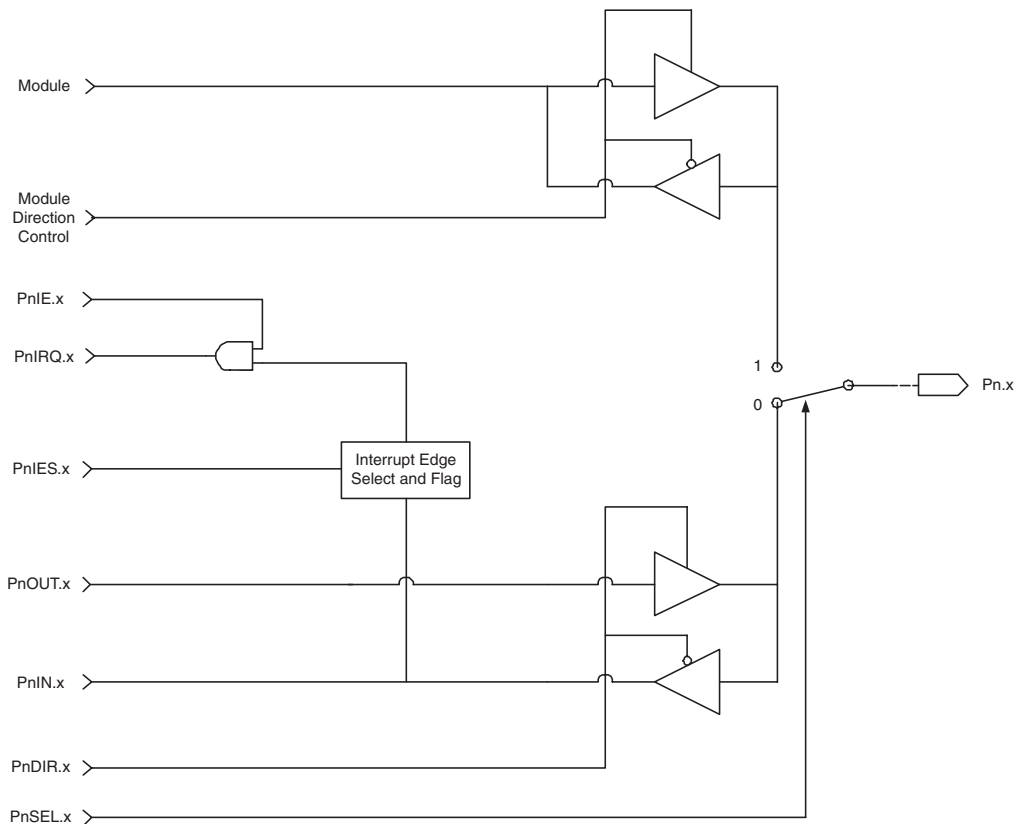 Module
Module
Direction
Control
PnIE.x
PnIRQ.x
1
0
Pn.x
PnIES.x
Interrupt Edge
Select and Flag
PnOUT.x
PnIN.x
PnDIR.x
PnSEL.x